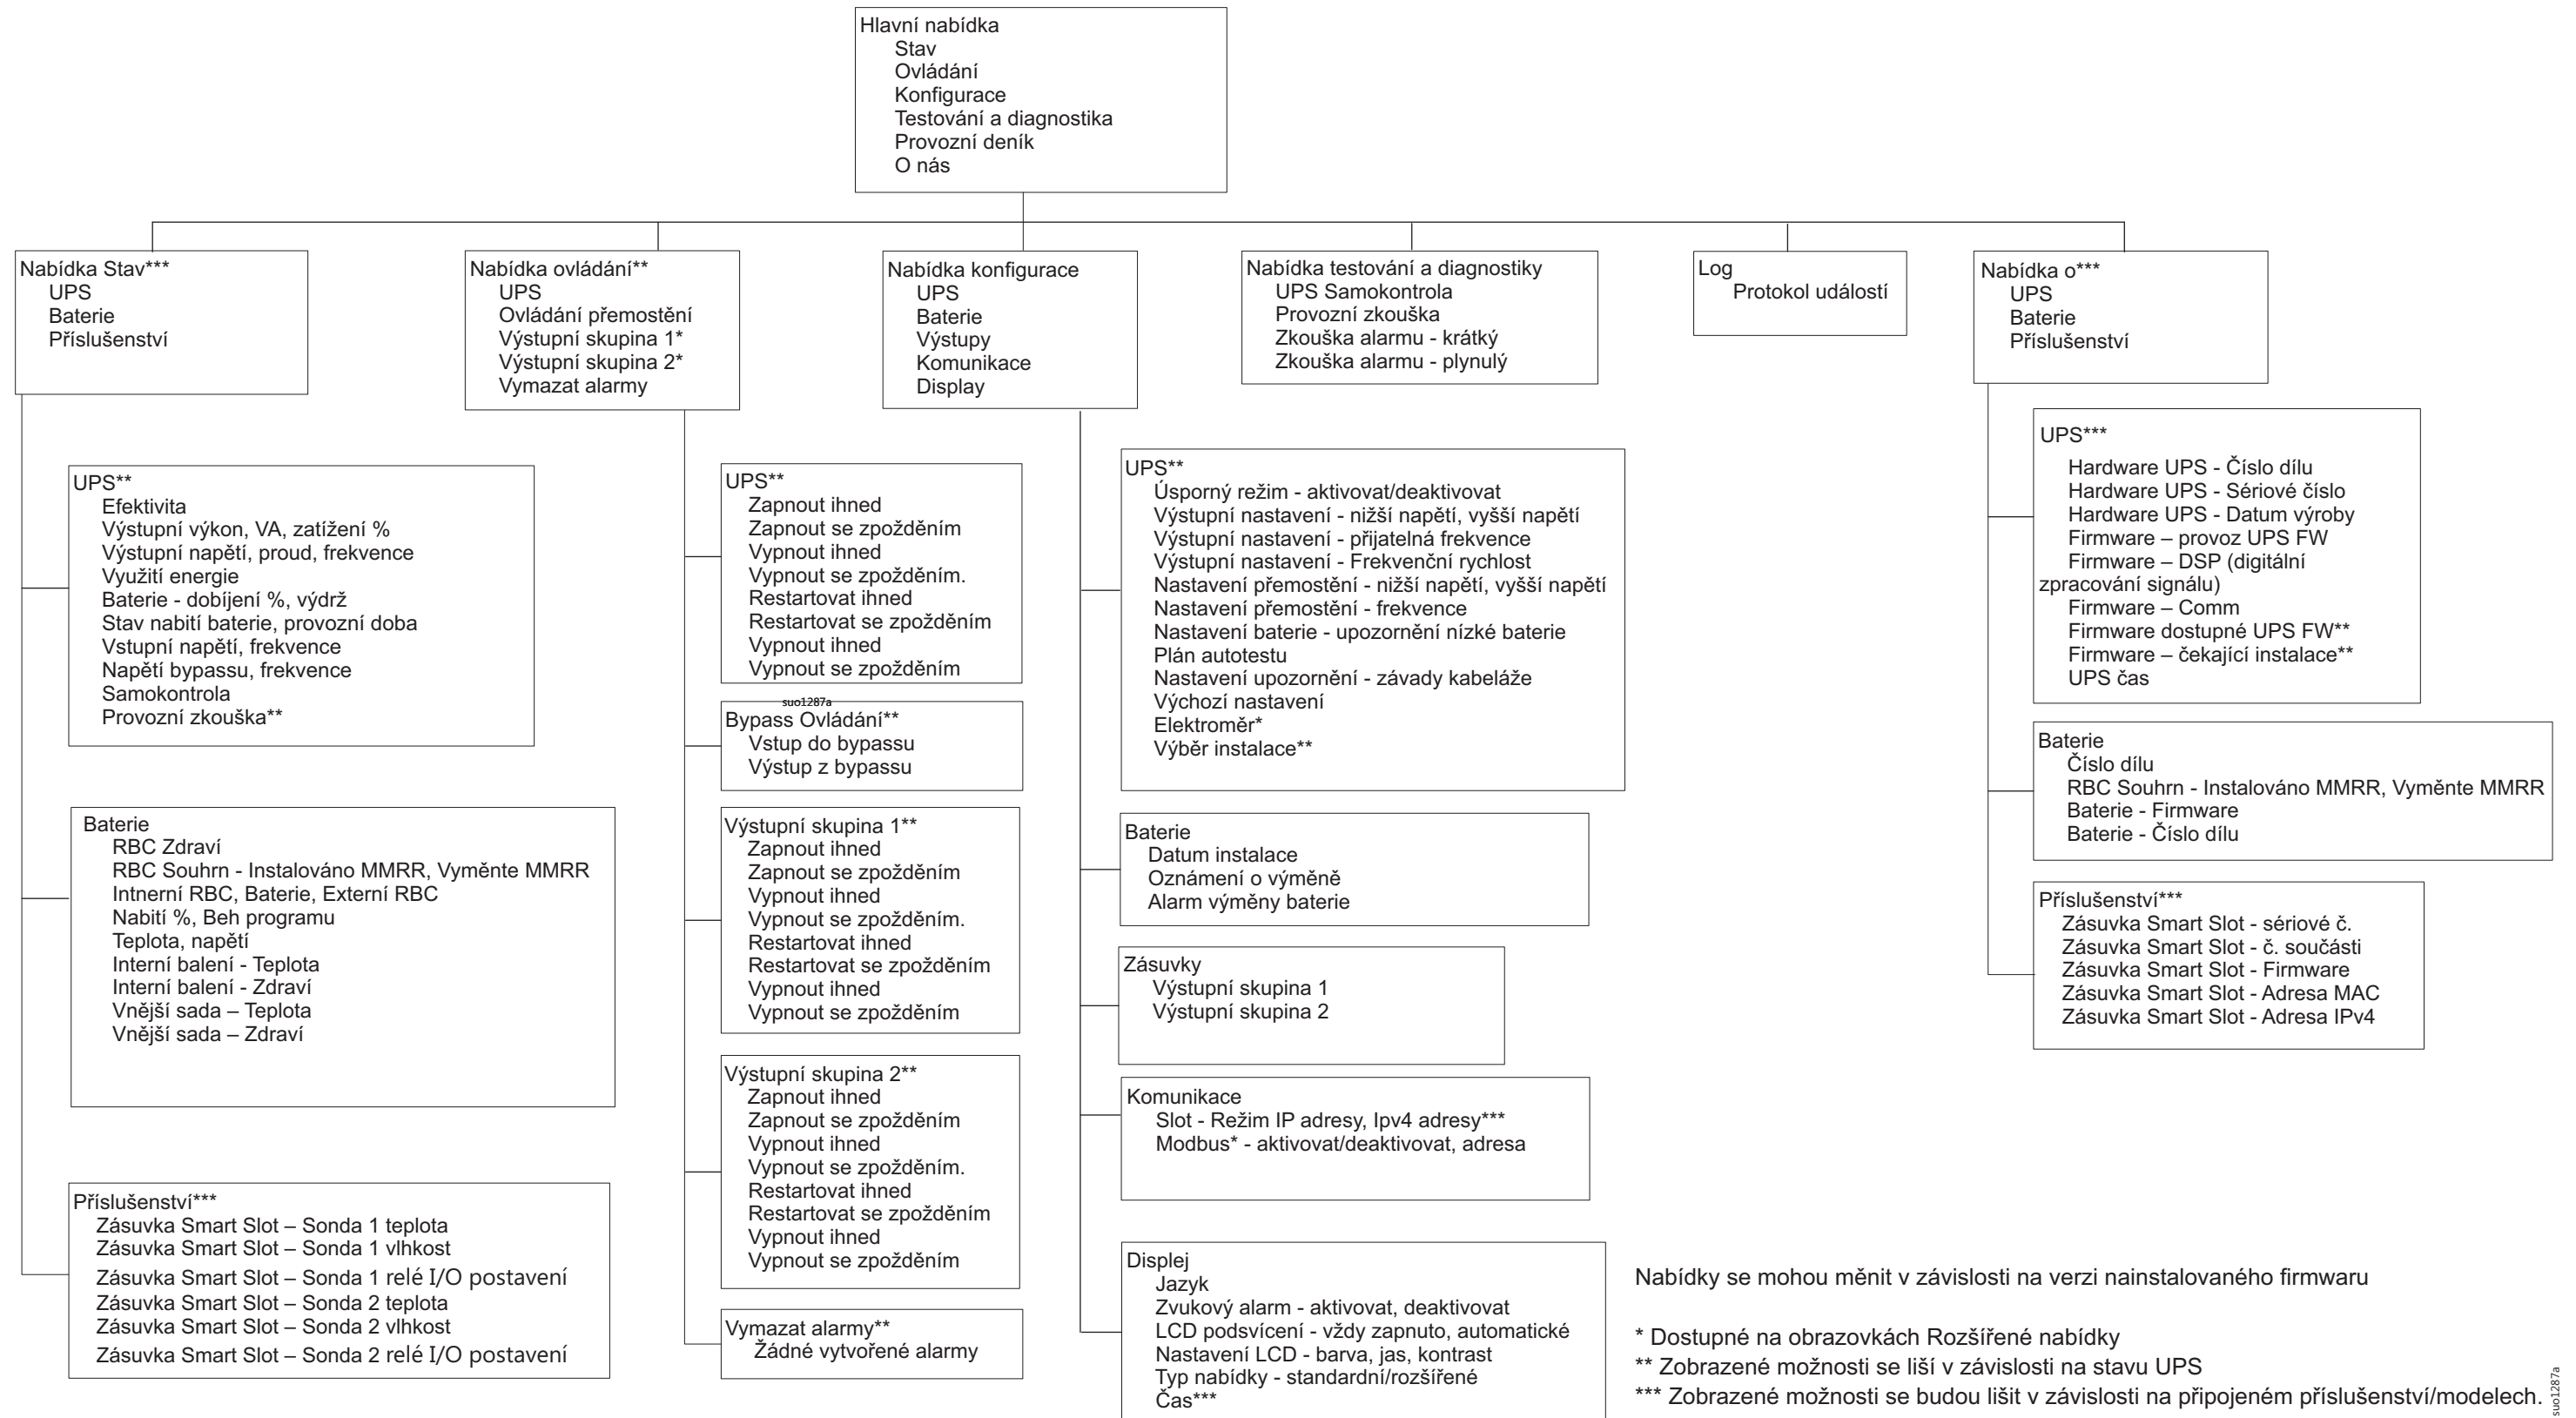 Hlavní nabídka
Stav
Ovládání
Konfigurace
Testování a diagnostika
Provozní deník
O nás
Nabídka Stav***
UPS
Baterie
Příslušenství
Nabídka ovládání**
UPS
Ovládání přemostění
Výstupní skupina 1*
Výstupní skupina 2*
Vymazat alarmy
Nabídka konfigurace
UPS
Baterie
Výstupy
Komunikace
Display
Nabídka testování a diagnostiky
UPS Samokontrola
Provozní zkouška
Zkouška alarmu - krátký
Zkouška alarmu - plynulý
Log
Protokol událostí
Nabídka o***
UPS
Baterie
Příslušenství
UPS**
Efektivita
Výstupní výkon, VA, zatížení %
Výstupní napětí, proud, frekvence
Využití energie
Baterie - dobíjení %, výdrž
Stav nabití baterie, provozní doba
Vstupní napětí, frekvence
Napětí bypassu, frekvence
Samokontrola
Provozní zkouška**
Baterie
RBC Zdraví
RBC Souhrn - Instalováno MMRR, Vyměnte MMRR
Intnerní RBC, Baterie, Externí RBC
Nabití %, Beh programu
Teplota, napětí
Interní balení - Teplota
Interní balení - Zdraví
Vnější sada – Teplota
Vnější sada – Zdraví
Příslušenství***
Zásuvka Smart Slot – Sonda 1 teplota
Zásuvka Smart Slot – Sonda 1 vlhkost
Zásuvka Smart Slot – Sonda 1 relé I/O postavení
Zásuvka Smart Slot – Sonda 2 teplota
Zásuvka Smart Slot – Sonda 2 vlhkost
Zásuvka Smart Slot – Sonda 2 relé I/O postavení
UPS**
Zapnout ihned
Zapnout se zpožděním
Vypnout ihned
Vypnout se zpožděním.
Restartovat ihned
Restartovat se zpožděním
Vypnout ihned
Vypnout se zpožděním
suo1287a
Bypass Ovládání**
Vstup do bypassu
Výstup z bypassu
Výstupní skupina 1**
Zapnout ihned
Zapnout se zpožděním
Vypnout ihned
Vypnout se zpožděním.
Restartovat ihned
Restartovat se zpožděním
Vypnout ihned
Vypnout se zpožděním
Výstupní skupina 2**
Zapnout ihned
Zapnout se zpožděním
Vypnout ihned
Vypnout se zpožděním.
Restartovat ihned
Restartovat se zpožděním
Vypnout ihned
Vypnout se zpožděním
Vymazat alarmy**
Žádné vytvořené alarmy
UPS**
Úsporný režim - aktivovat/deaktivovat
Výstupní nastavení - nižší napětí, vyšší napětí
Výstupní nastavení - přijatelná frekvence
Výstupní nastavení - Frekvenční rychlost
Nastavení přemostění - nižší napětí, vyšší napětí
Nastavení přemostění - frekvence
Nastavení baterie - upozornění nízké baterie
Plán autotestu
Nastavení upozornění - závady kabeláže
Výchozí nastavení
Elektroměr*
Výběr instalace**
Baterie
Datum instalace
Oznámení o výměně
Alarm výměny baterie
Zásuvky
Výstupní skupina 1
Výstupní skupina 2
Komunikace
Slot - Režim IP adresy, Ipv4 adresy***
Modbus* - aktivovat/deaktivovat, adresa
Displej
Jazyk
Zvukový alarm - aktivovat, deaktivovat
LCD podsvícení - vždy zapnuto, automatické
Nastavení LCD - barva, jas, kontrast
Typ nabídky - standardní/rozšířené
Čas***
UPS***
Hardware UPS - Číslo dílu
Hardware UPS - Sériové číslo
Hardware UPS - Datum výroby
Firmware – provoz UPS FW
Firmware – DSP (digitální
zpracování signálu)
Firmware – Comm
Firmware dostupné UPS FW**
Firmware – čekající instalace**
UPS čas
Baterie
Číslo dílu
RBC Souhrn - Instalováno MMRR, Vyměnte MMRR
Baterie - Firmware
Baterie - Číslo dílu
Příslušenství***
Zásuvka Smart Slot - sériové č.
Zásuvka Smart Slot - č. součásti
Zásuvka Smart Slot - Firmware
Zásuvka Smart Slot - Adresa MAC
Zásuvka Smart Slot - Adresa IPv4
Nabídky se mohou měnit v závislosti na verzi nainstalovaného firmwaru
* Dostupné na obrazovkách Rozšířené nabídky
** Zobrazené možnosti se liší v závislosti na stavu UPS
*** Zobrazené možnosti se budou lišit v závislosti na připojeném příslušenství/modelech.
suo1287a